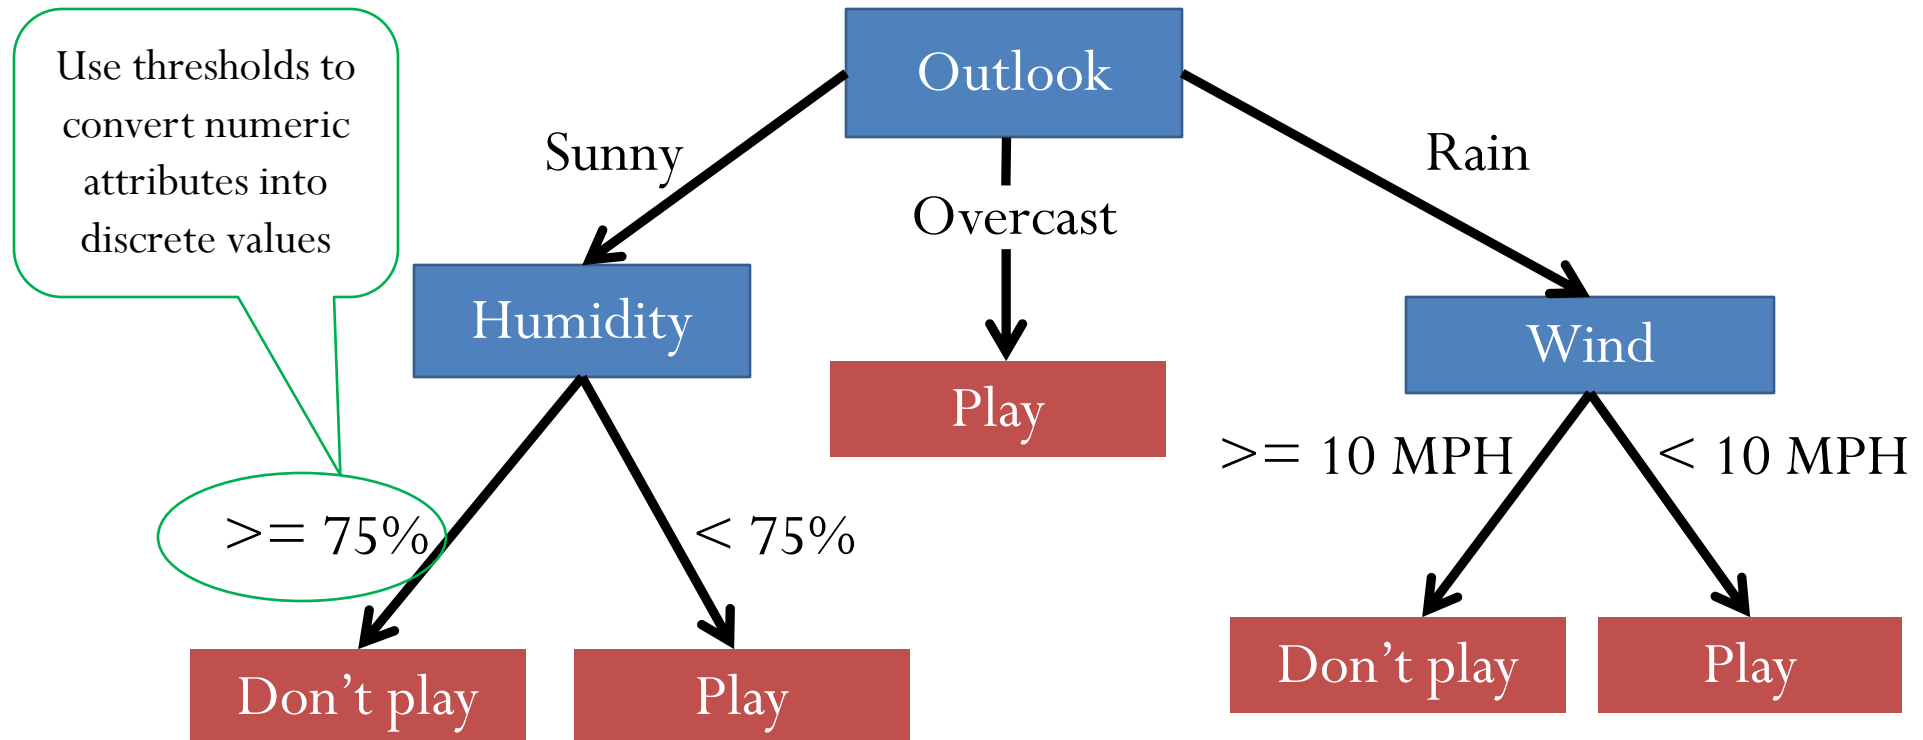 Use thresholds to
convert numeric
attributes into
discrete values
Outlook
Sunny
Overcast
Rain
Humidity
Play
Wind
>= 75%
< 75%
>= 10 MPH
< 10 MPH
Don’t play
Play
Don’t play
Play